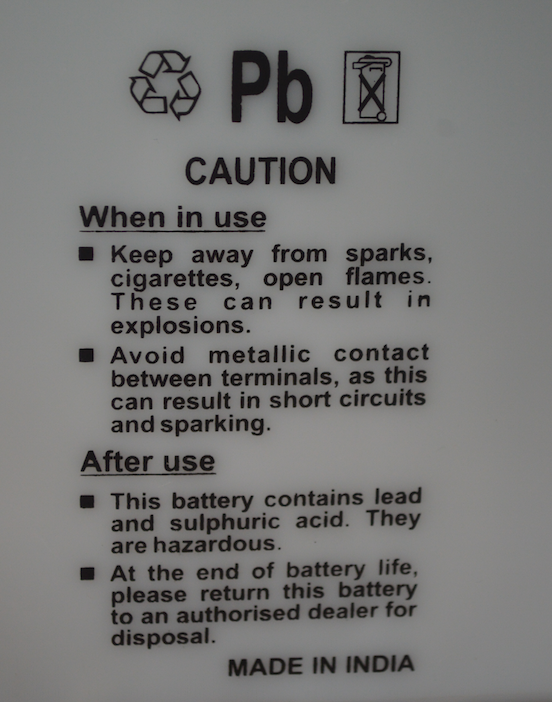 Pb
CAUTION
When in use
■ Keep away from sparks,
cigarettes, open flames.
These can result in
explosions.
■ Avoid metallic contact
between terminals, as this
can result in short circuits
and sparking.
After use
■ This battery contains lead
and sulphuric acid. They
are hazardous.
■ At the end of battery life,
please return this battery
to an authorised dealer for
disposal.
MADE IN INDIA